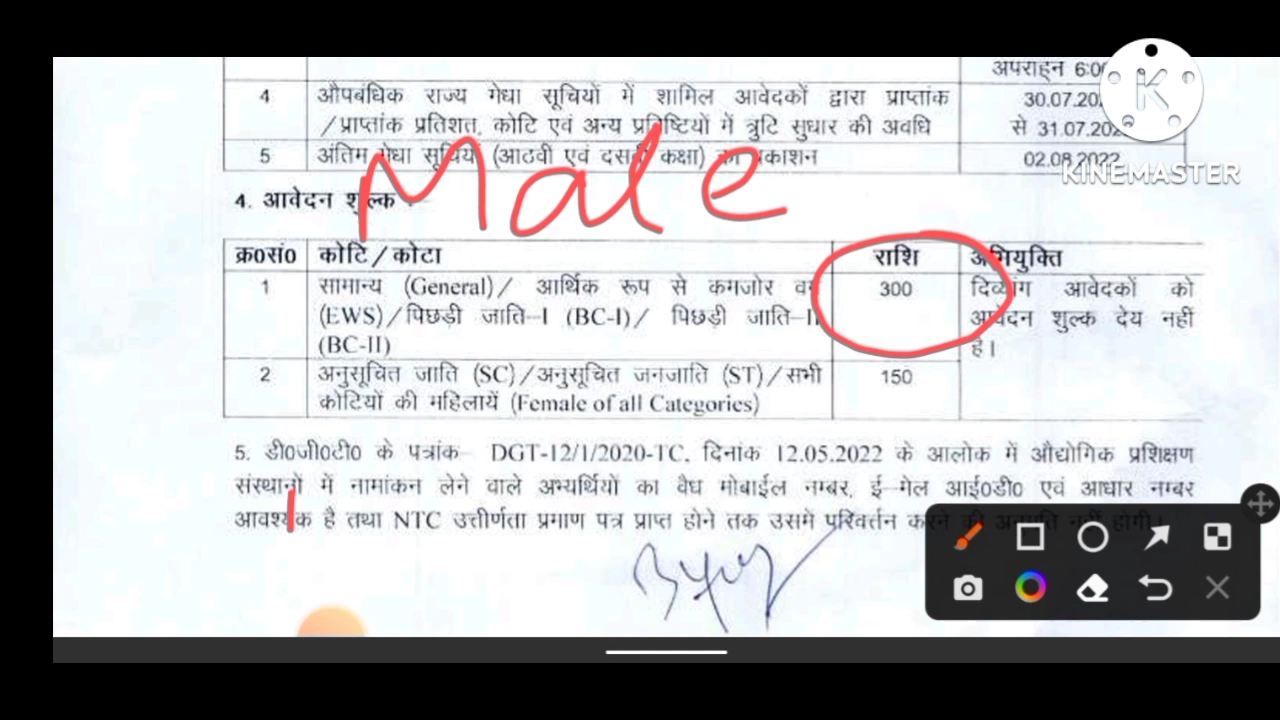 अपराह्न 6:0
4 औपबंधिक राज्य मेधा सूचियों में शामिल आवेदकों द्वारा प्राप्तांक 30.07.20
/प्राप्तांक प्रतिशत, कोटि एवं अन्य प्रविष्टियों में त्रुटि सुधार की अवधि से 31.07.202
5 अंतिम मेधा सूचियों (आठवी एवं दसवीं कक्षा) का प्रकाशन 02.08.2022
KINEMASTER
Male
4. आवेदन शुल्क :–
क्र0सं0 कोटि/कोटा राशि अभियुक्ति
1 सामान्य (General)/ आर्थिक रूप से कमजोर वर्ग 300 दिव्यांग आवेदकों को
(EWS)/पिछड़ी जाति–I (BC-I)/ पिछड़ी जाति–II आवेदन शुल्क देय नहीं
(BC-II) है।
2 अनुसूचित जाति (SC)/अनुसूचित जनजाति (ST)/सभी 150
कोटियों की महिलायें (Female of all Categories)
5. डी0जी0टी0 के पत्रांक– DGT-12/1/2020-TC, दिनांक 12.05.2022 के आलोक में औद्योगिक प्रशिक्षण
संस्थानों में नामांकन लेने वाले अभ्यर्थियों का वैध मोबाईल नम्बर, ई–मेल आई0डी0 एवं आधार नम्बर
आवश्यक है तथा NTC उत्तीर्णता प्रमाण पत्र प्राप्त होने तक उसमें परिवर्तन करने की अनुमति नहीं होगी।